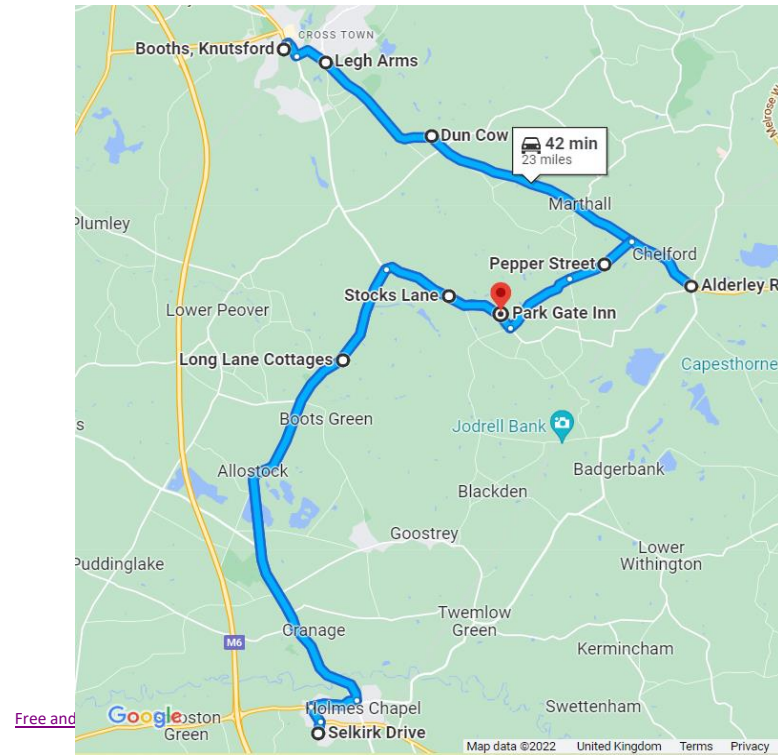 CROSS TOWN
Booths, Knutsford
Legh Arms
Dun Cow
42 min
23 miles
Melrose W
Marthall
Plumley
Pepper Street
Chelford
Alderley R
Stocks Lane
Park Gate Inn
Lower Peover
Long Lane Cottages
Capesthorne
Boots Green
Jodrell Bank
s
Badgerbank
Allostock
Blackden
Goostrey
Lower
Withington
Puddinglake
Twemlow
Green
Cranage
M6
Kermincham
Holmes Chapel
Swettenham
Free and
Google
oston
Green
Selkirk Drive
Map data ©2022 United Kingdom Terms Privacy